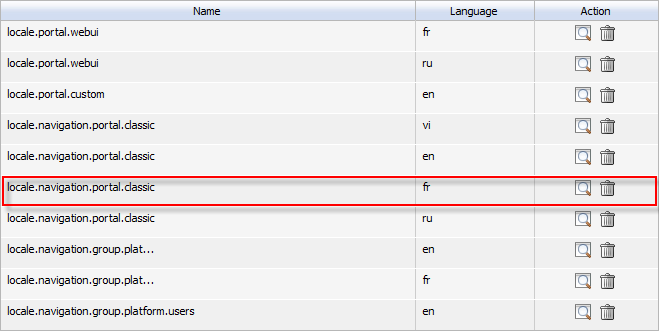 Name Language Action
locale.portal.webui fr
locale.portal.webui ru
locale.portal.custom en
locale.navigation.portal.classic vi
locale.navigation.portal.classic en
locale.navigation.portal.classic fr
locale.navigation.portal.classic ru
locale.navigation.group.plat... en
locale.navigation.group.plat... fr
locale.navigation.group.platform.users en